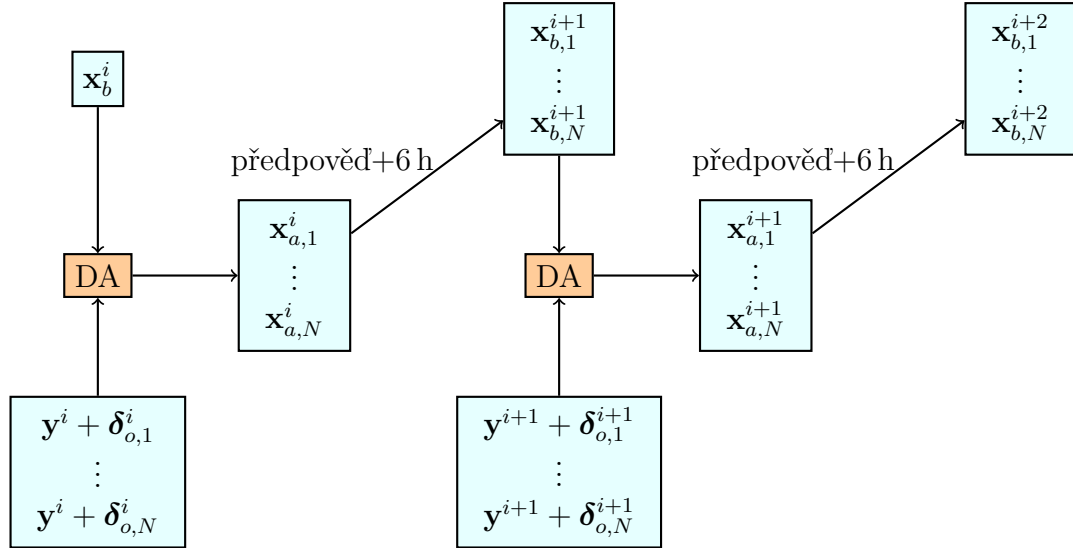 𝐱_b^i
𝐱_{b,1}^{i+1}
⋮
𝐱_{b,N}^{i+1}
𝐱_{b,1}^{i+2}
⋮
𝐱_{b,N}^{i+2}
předpověď+6 h
předpověď+6 h
DA
𝐱_{a,1}^i
⋮
𝐱_{a,N}^i
DA
𝐱_{a,1}^{i+1}
⋮
𝐱_{a,N}^{i+1}
𝐲^i + 𝜹_{o,1}^i
⋮
𝐲^i + 𝜹_{o,N}^i
𝐲^{i+1} + 𝜹_{o,1}^{i+1}
⋮
𝐲^{i+1} + 𝜹_{o,N}^{i+1}